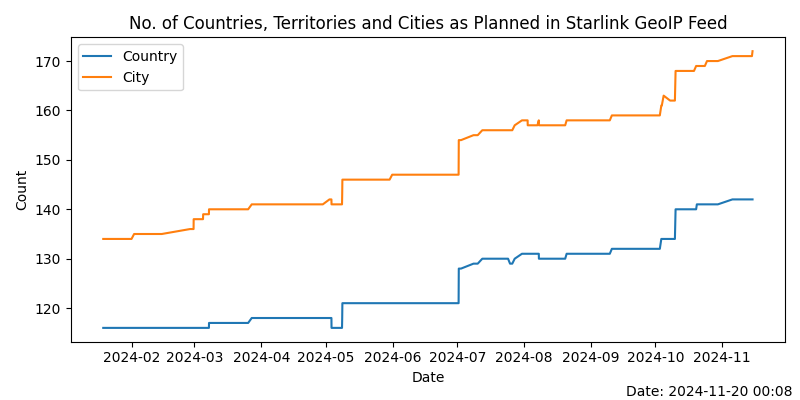 No. of Countries, Territories and Cities as Planned in Starlink GeoIP Feed
Country
City
Count
170
160
150
140
130
120
2024-02 2024-03 2024-04 2024-05 2024-06 2024-07 2024-08 2024-09 2024-10 2024-11
Date
Date: 2024-11-20 00:08